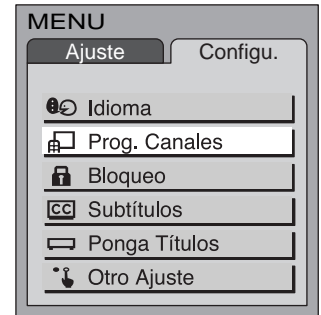 MENU
Ajuste Configu.
Idioma
Prog. Canales
Bloqueo
CC Subtítulos
Ponga Títulos
Otro Ajuste